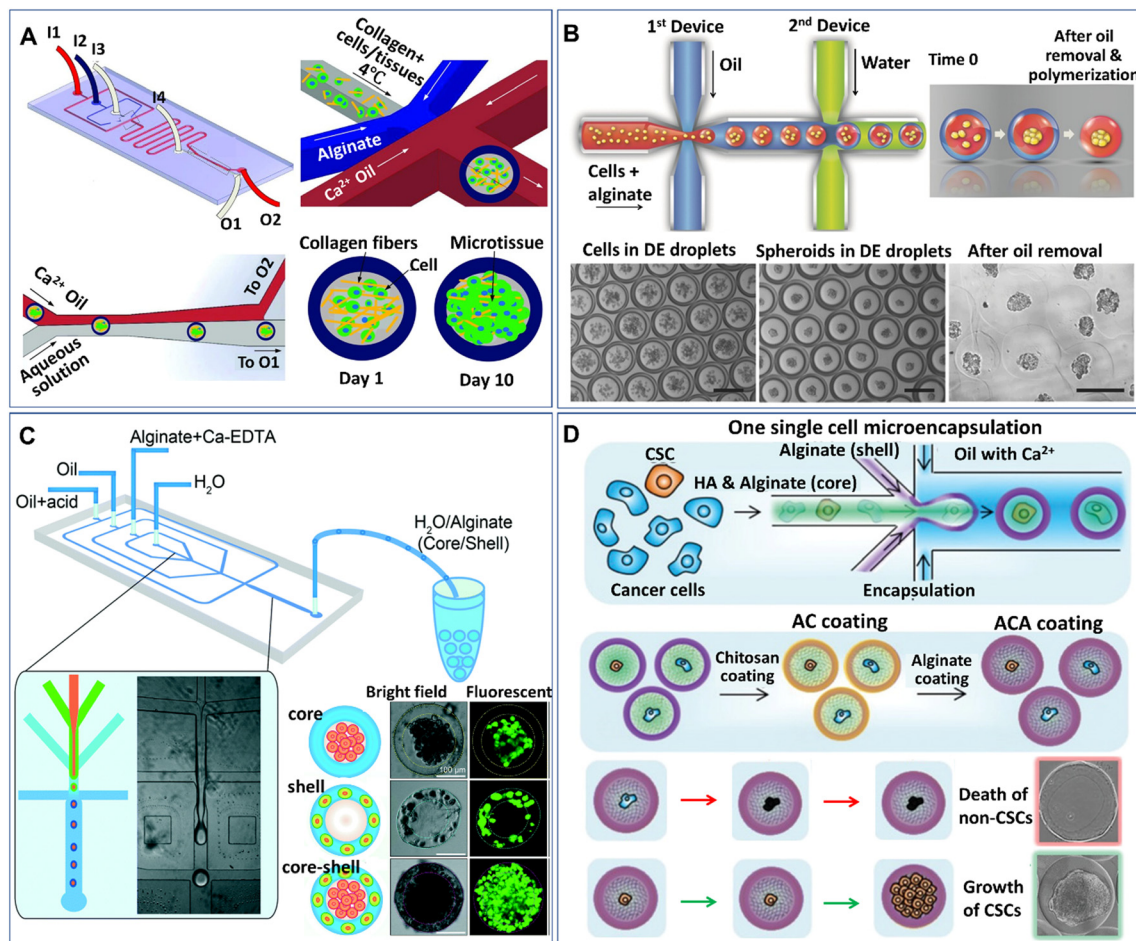 A
I1
I2
I3
I4
O1
O2
Collagen+
cells/tissues
4°C
Alginate
Ca²⁺ Oil
Ca²⁺ Oil
To O2
Aqueous
solution
To O1
Collagen fibers
Cell
Microtissue
Day 1
Day 10
B
1st Device
2nd Device
Oil
Water
Cells +
alginate
Time 0
After oil
removal &
polymerization
Cells in DE droplets
Spheroids in DE droplets
After oil removal
C
Alginate+Ca-EDTA
Oil
H₂O
Oil+acid
H₂O/Alginate
(Core/Shell)
Bright field
Fluorescent
core
100 µm
shell
core-shell
D
One single cell microencapsulation
Alginate (shell)
Oil with Ca²⁺
CSC
HA & Alginate (core)
Cancer cells
Encapsulation
AC coating
ACA coating
Chitosan
coating
Alginate
coating
Death of
non-CSCs
Growth
of CSCs